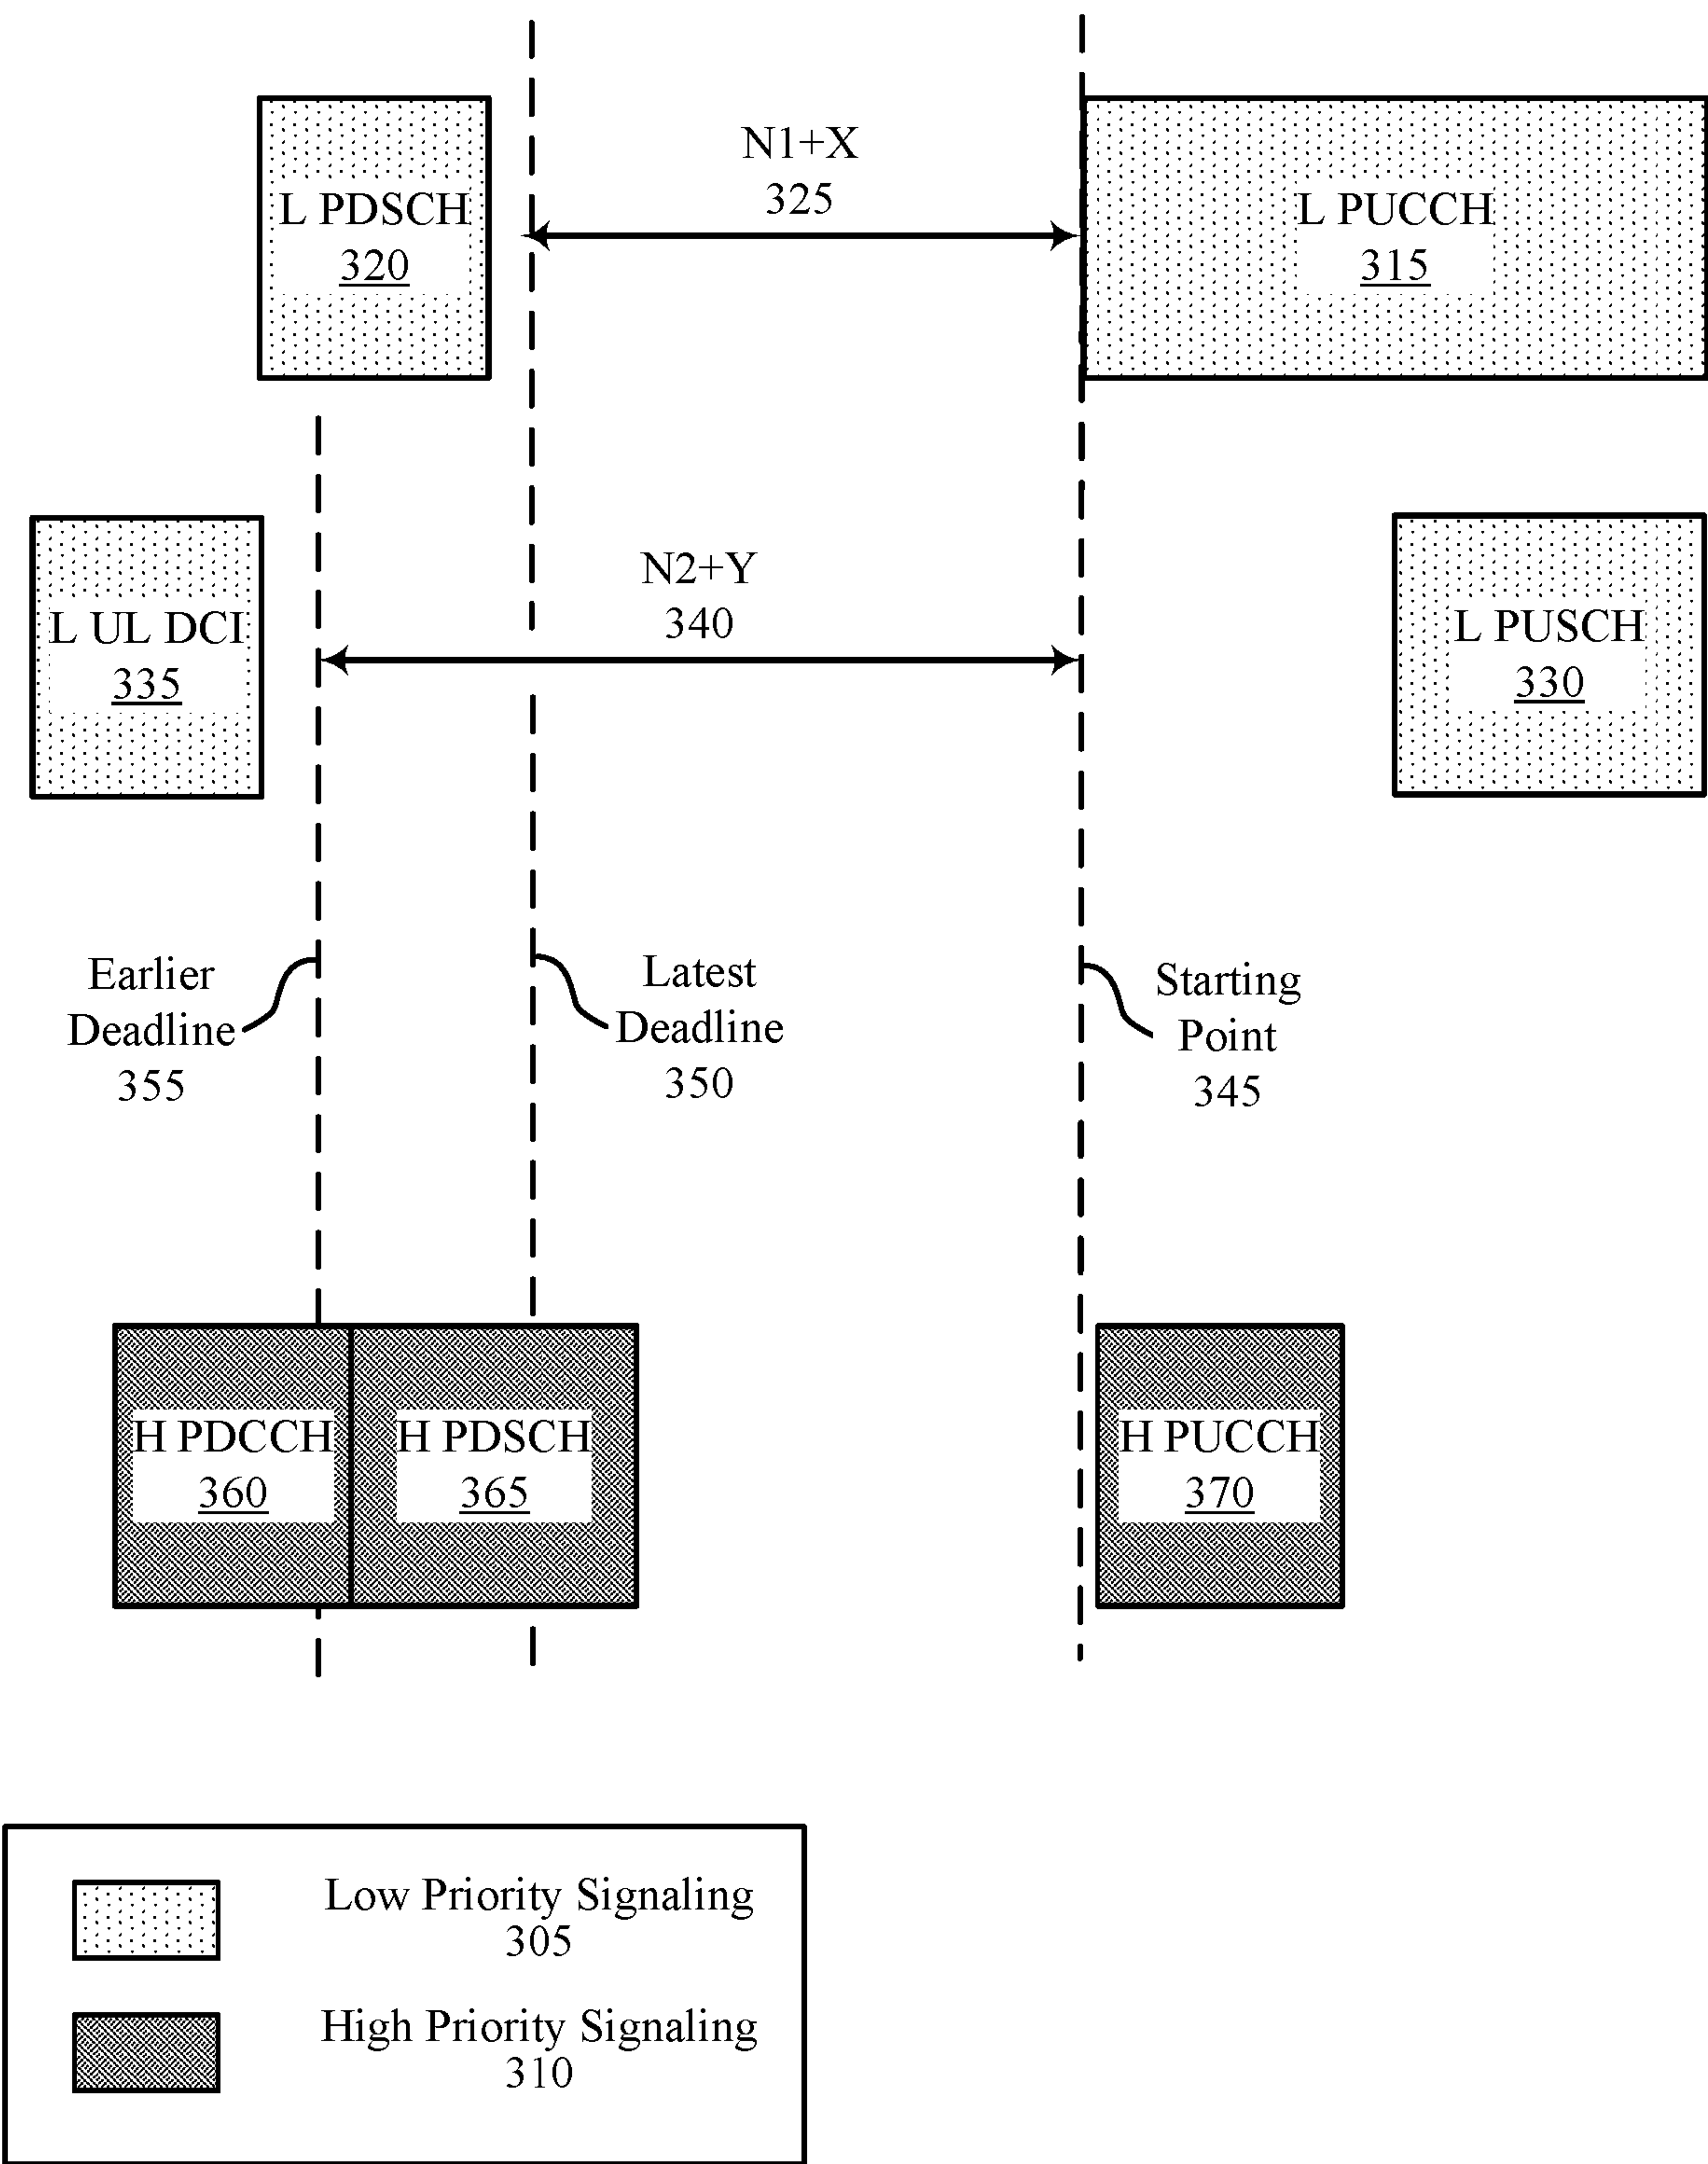 N1+X
325
L PDSCH
320
L PUCCH
315
N2+Y
340
L UL DCI
335
L PUSCH
330
Earlier
Deadline
355
Latest
Deadline
350
Starting
Point
345
H PDCCH
360
H PDSCH
365
H PUCCH
370
Low Priority Signaling
305
High Priority Signaling
310